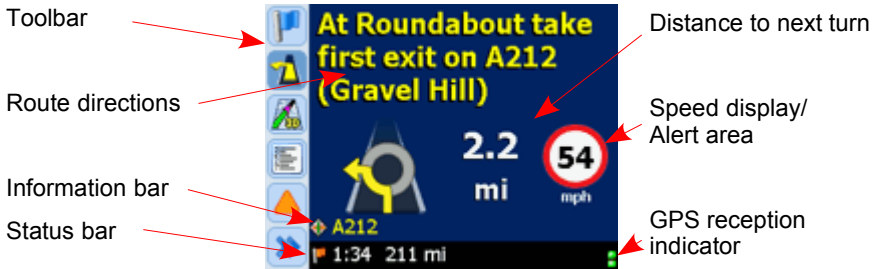 Toolbar
Route directions
Information bar
Status bar
At Roundabout take
first exit on A212
(Gravel Hill)
2.2
mi
54
mph
3D
A212
1:34 211 mi
Distance to next turn
Speed display/
Alert area
GPS reception
indicator